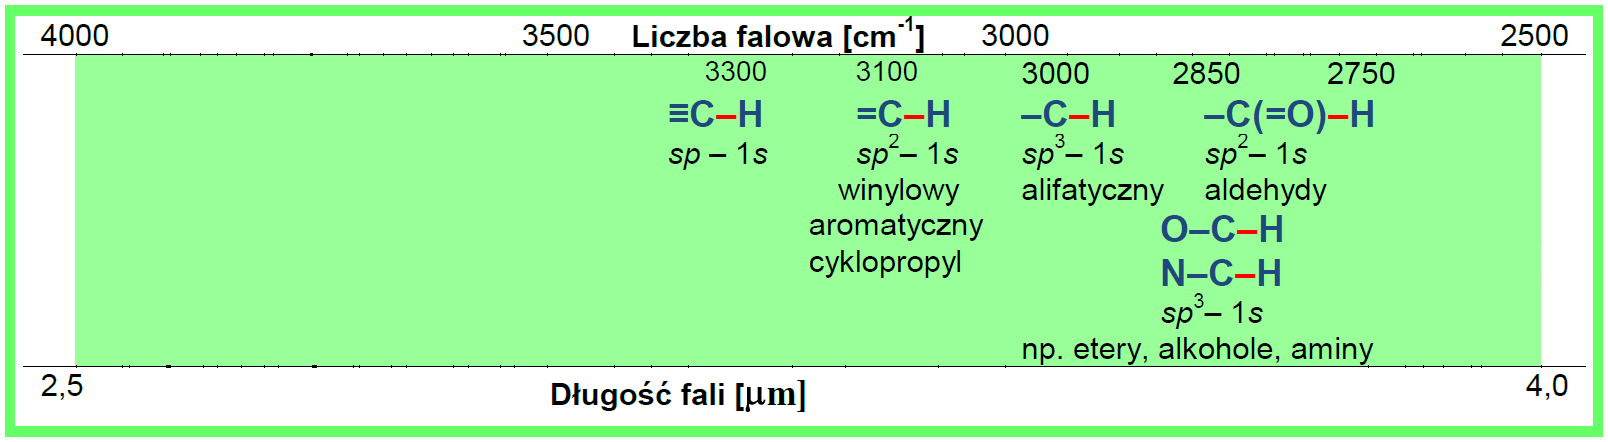 4000 3500 Liczba falowa [cm⁻¹] 3000 2500
3300 3100 3000 2850 2750
≡C–H =C–H –C–H –C(=O)–H
sp – 1s sp²– 1s sp³– 1s sp²– 1s
winylowy alifatyczny aldehydy
aromatyczny O–C–H
cyklopropyl N–C–H
sp³– 1s
np. etery, alkohole, aminy
2,5 Długość fali [μm] 4,0